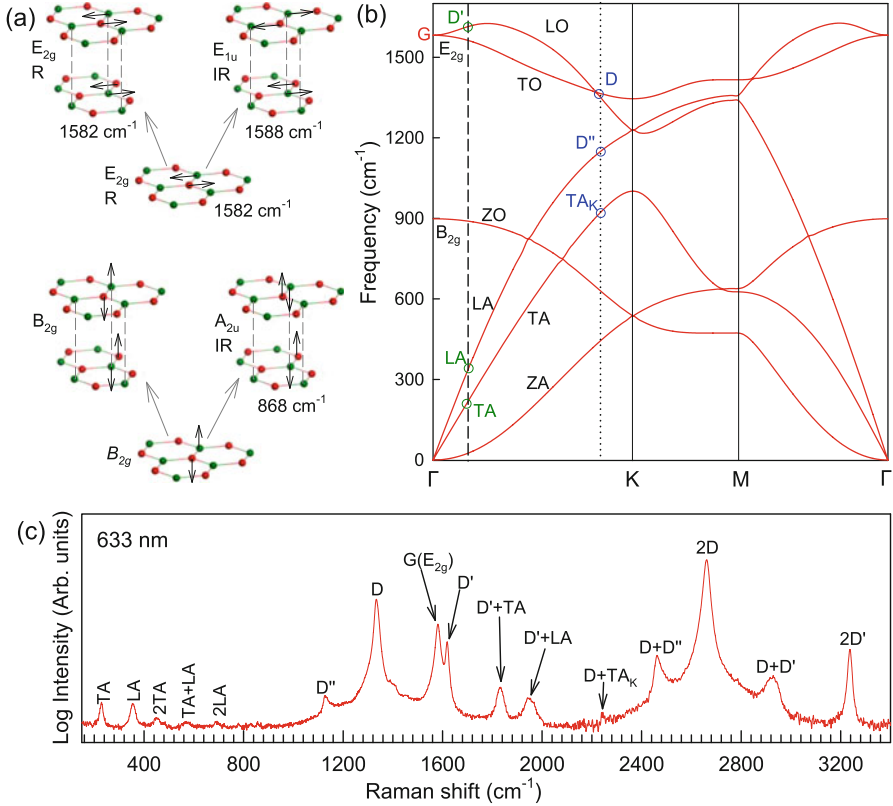 (a)
E2g
R
1582 cm-1
E1u
IR
1588 cm-1
E2g
R
1582 cm-1
B2g
A2u
IR
868 cm-1
B2g
(b)
Frequency (cm-1)
1500
1200
900
600
300
0
G
E2g
D'
LO
TO
D
D"
TAK
ZO
B2g
LA
TA
ZA
LA
TA
Γ
K
M
Γ
(c)
633 nm
Log Intensity (Arb. units)
TA
LA
2TA
TA+LA
2LA
D"
D
G(E2g)
D'
D'+TA
D'+LA
D+TAK
D+D"
2D
D+D'
2D'
400
800
1200
1600
2000
2400
2800
3200
Raman shift (cm-1)